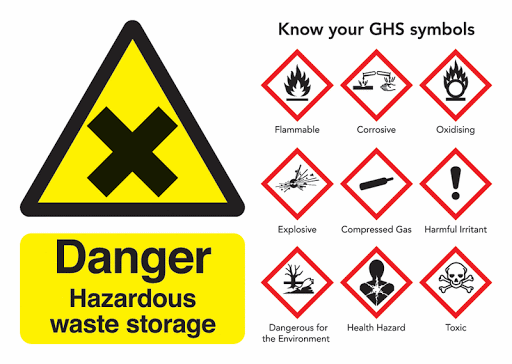 Know your GHS symbols
Flammable
Corrosive
Oxidising
Explosive
Compressed Gas
Harmful Irritant
Dangerous for
the Environment
Health Hazard
Toxic
Danger
Hazardous
waste storage